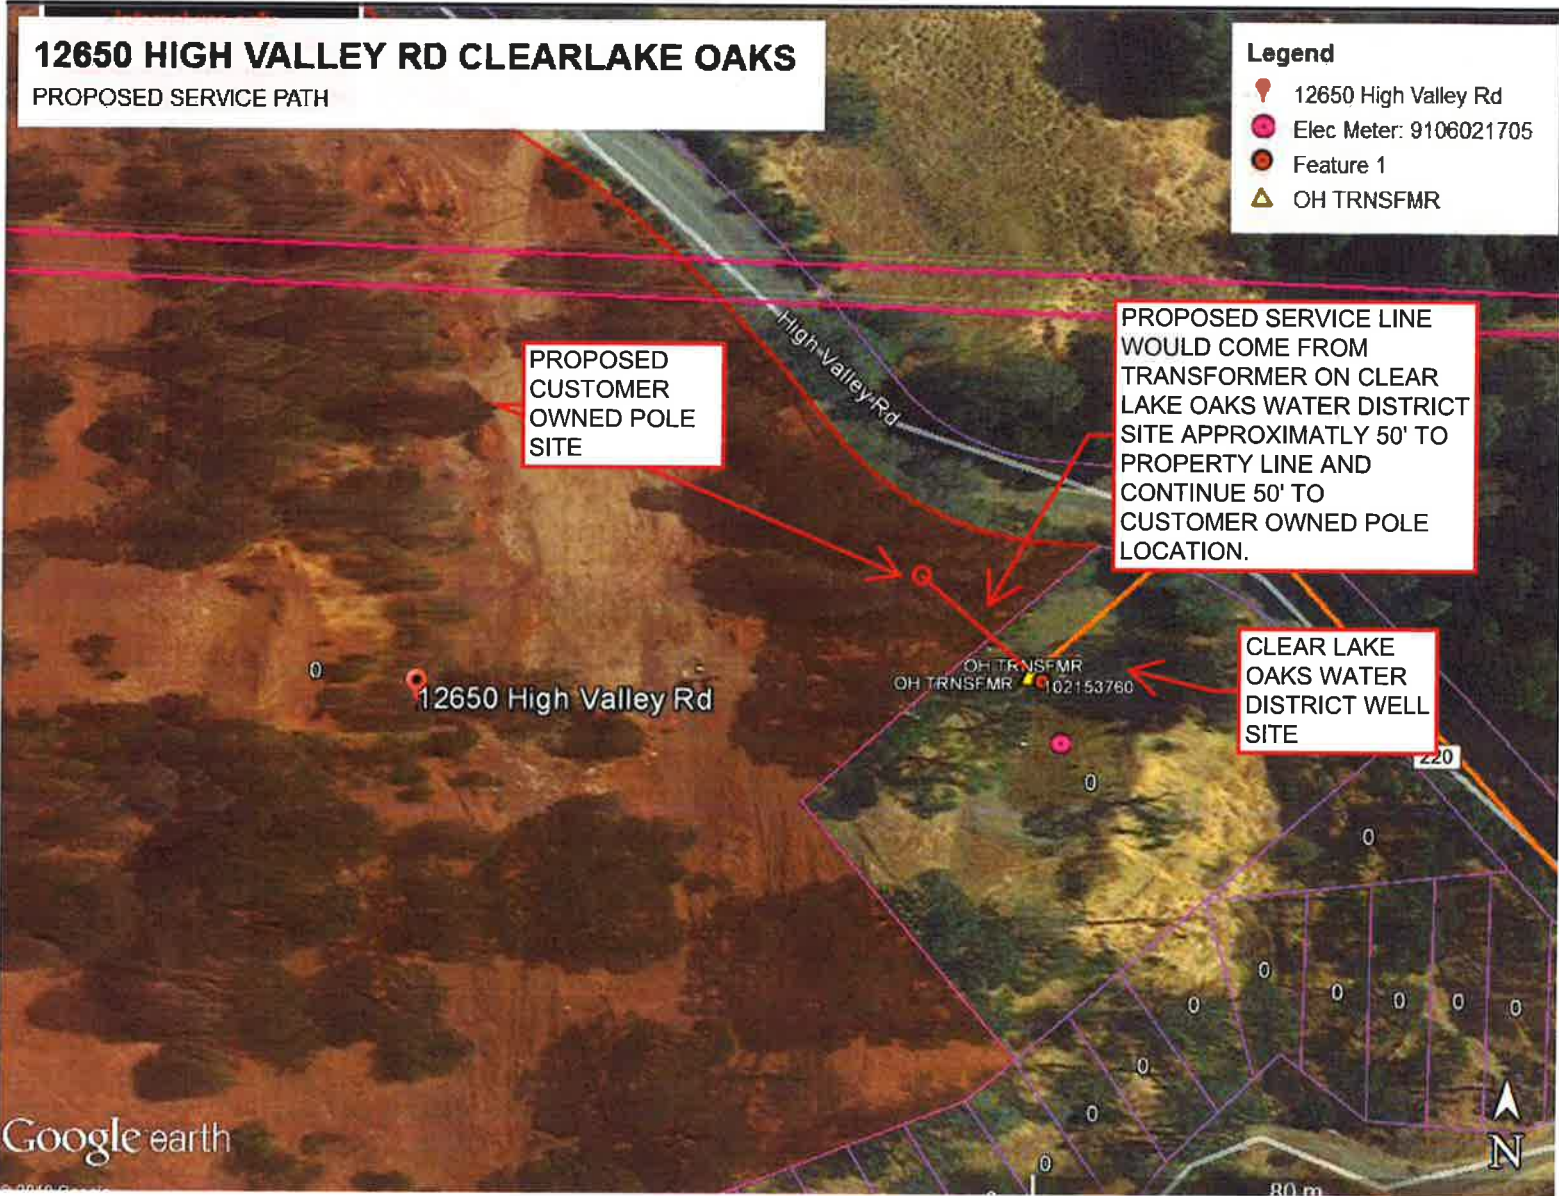 12650 HIGH VALLEY RD CLEARLAKE OAKS
PROPOSED SERVICE PATH
Legend
12650 High Valley Rd
Elec Meter: 9106021705
Feature 1
OH TRNSFMR
High Valley Rd
PROPOSED
CUSTOMER
OWNED POLE
SITE
PROPOSED SERVICE LINE
WOULD COME FROM
TRANSFORMER ON CLEAR
LAKE OAKS WATER DISTRICT
SITE APPROXIMATLY 50' TO
PROPERTY LINE AND
CONTINUE 50' TO
CUSTOMER OWNED POLE
LOCATION.
0
12650 High Valley Rd
OH TRNSFMR
OH TRNSFMR
102153760
CLEAR LAKE
OAKS WATER
DISTRICT WELL
SITE
220
0
0
0
0
0
0
0
0
0
0
0
Google earth
N
80 m